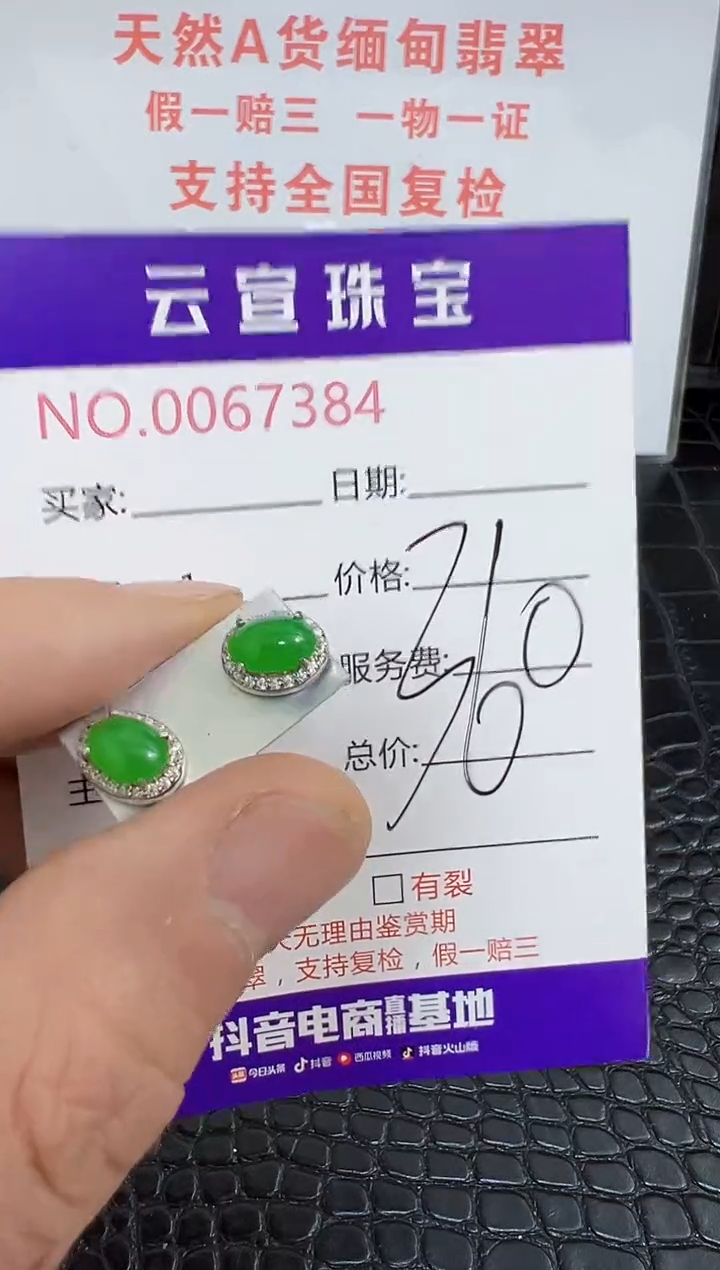 天然A货缅甸翡翠
假一赔三 一物一证
支持全国复检
云宣珠宝
NO.0067384
买家: 日期:
价格:
服务费:
总价:
主
□有裂
无理由鉴赏期
翠，支持复检，假一赔三
抖音电商直播基地
今日头条 抖音 西瓜视频 抖音火山版